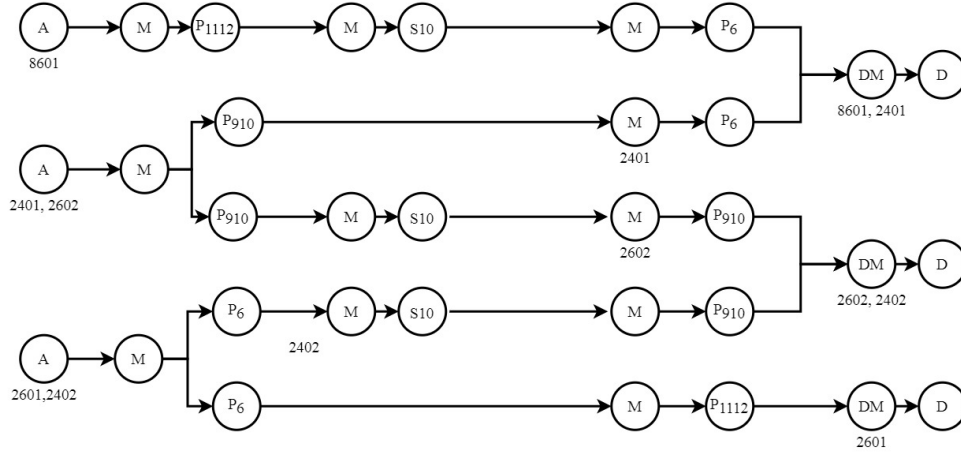 A M P1112 M S10 M P6
8601
DM D
8601, 2401
P910 M P6
2401
A M
2401, 2602
P910 M S10 M P910
2602
DM D
2602, 2402
P6 M S10 M P910
2402
A M
2601,2402
P6 M P1112 DM D
2601